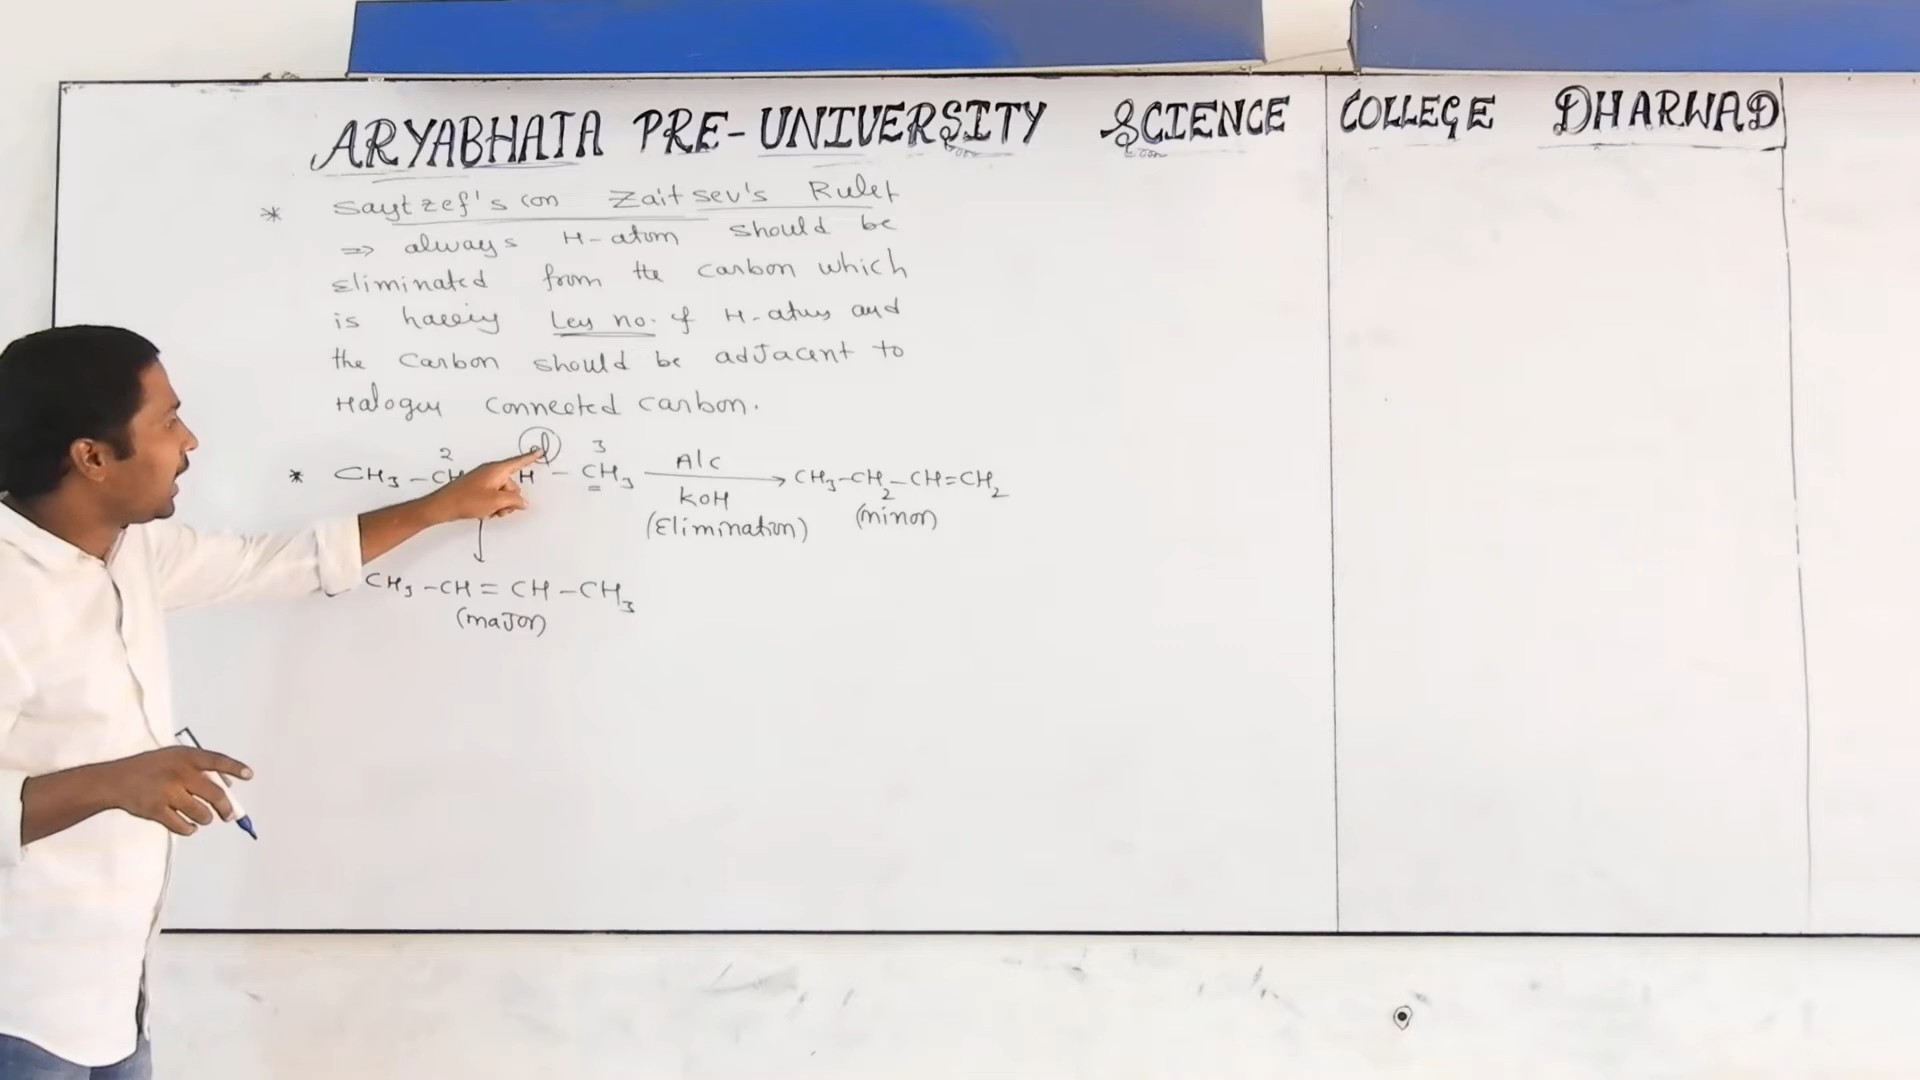 ARYABHATA PRE-UNIVERSITY SCIENCE COLLEGE DHARWAD
* Saytzef's (or) Zaitsev's Rule:
⇒ always H-atom should be
Eliminated from the carbon which
is having Les no. of H-atoms and
the carbon should be adjacent to
Halogen connected carbon.
2 Cl 3
* CH3 - CH H - CH3 Alc KOH → CH3-CH2-CH=CH2
(Elimination) (minor)
↓
CH3 - CH = CH - CH3
(major)